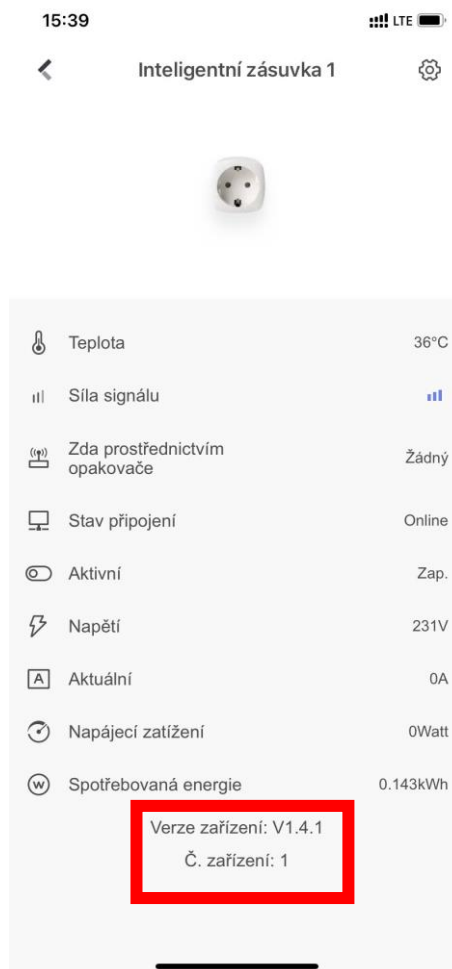 15:39 LTE
Inteligentní zásuvka 1
Teplota 36°C
Síla signálu
Zda prostřednictvím
opakovače Žádný
Stav připojení Online
Aktivní Zap.
Napětí 231V
A Aktuální 0A
Napájecí zatížení 0Watt
W Spotřebovaná energie 0.143kWh
Verze zařízení: V1.4.1
Č. zařízení: 1